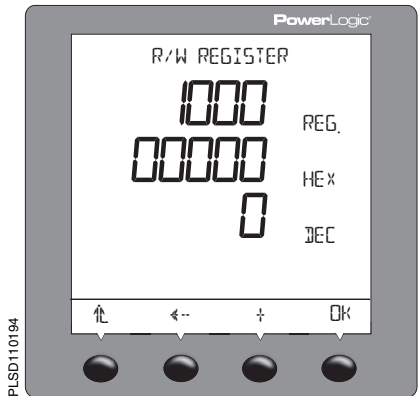 PowerLogic®
R/W REGISTER
1000 REG.
00000 HEX
0 DEC
OK
PLSD110194